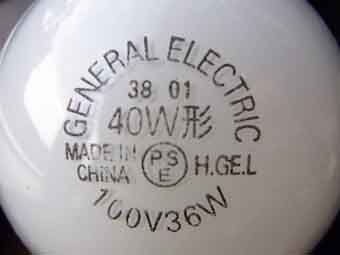 GENERAL ELECTRIC
38 01
40W形
MADE IN CHINA
PS
E
H.GE.L
100V36W